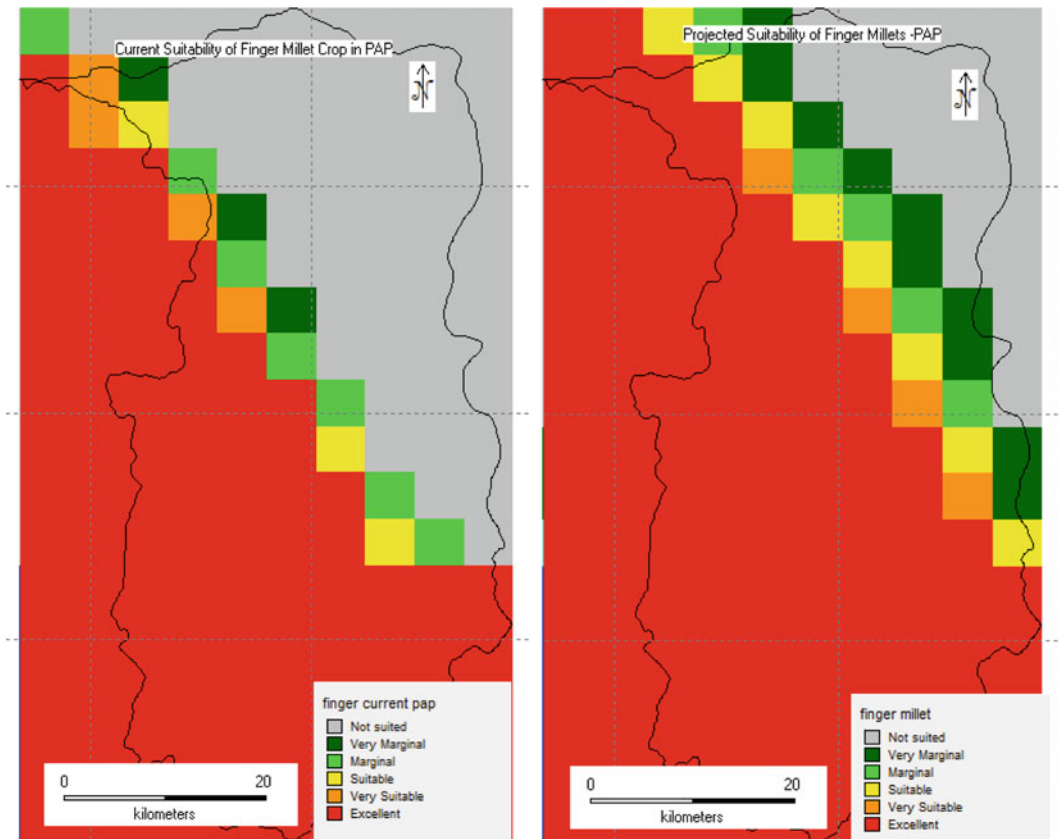 Current Suitability of Finger Millet Crop in PAP
N
finger current pap
Not suited
Very Marginal
Marginal
Suitable
Very Suitable
Excellent
0 20
kilometers
Projected Suitability of Finger Millets -PAP
N
finger millet
Not suited
Very Marginal
Marginal
Suitable
Very Suitable
Excellent
0 20
kilometers